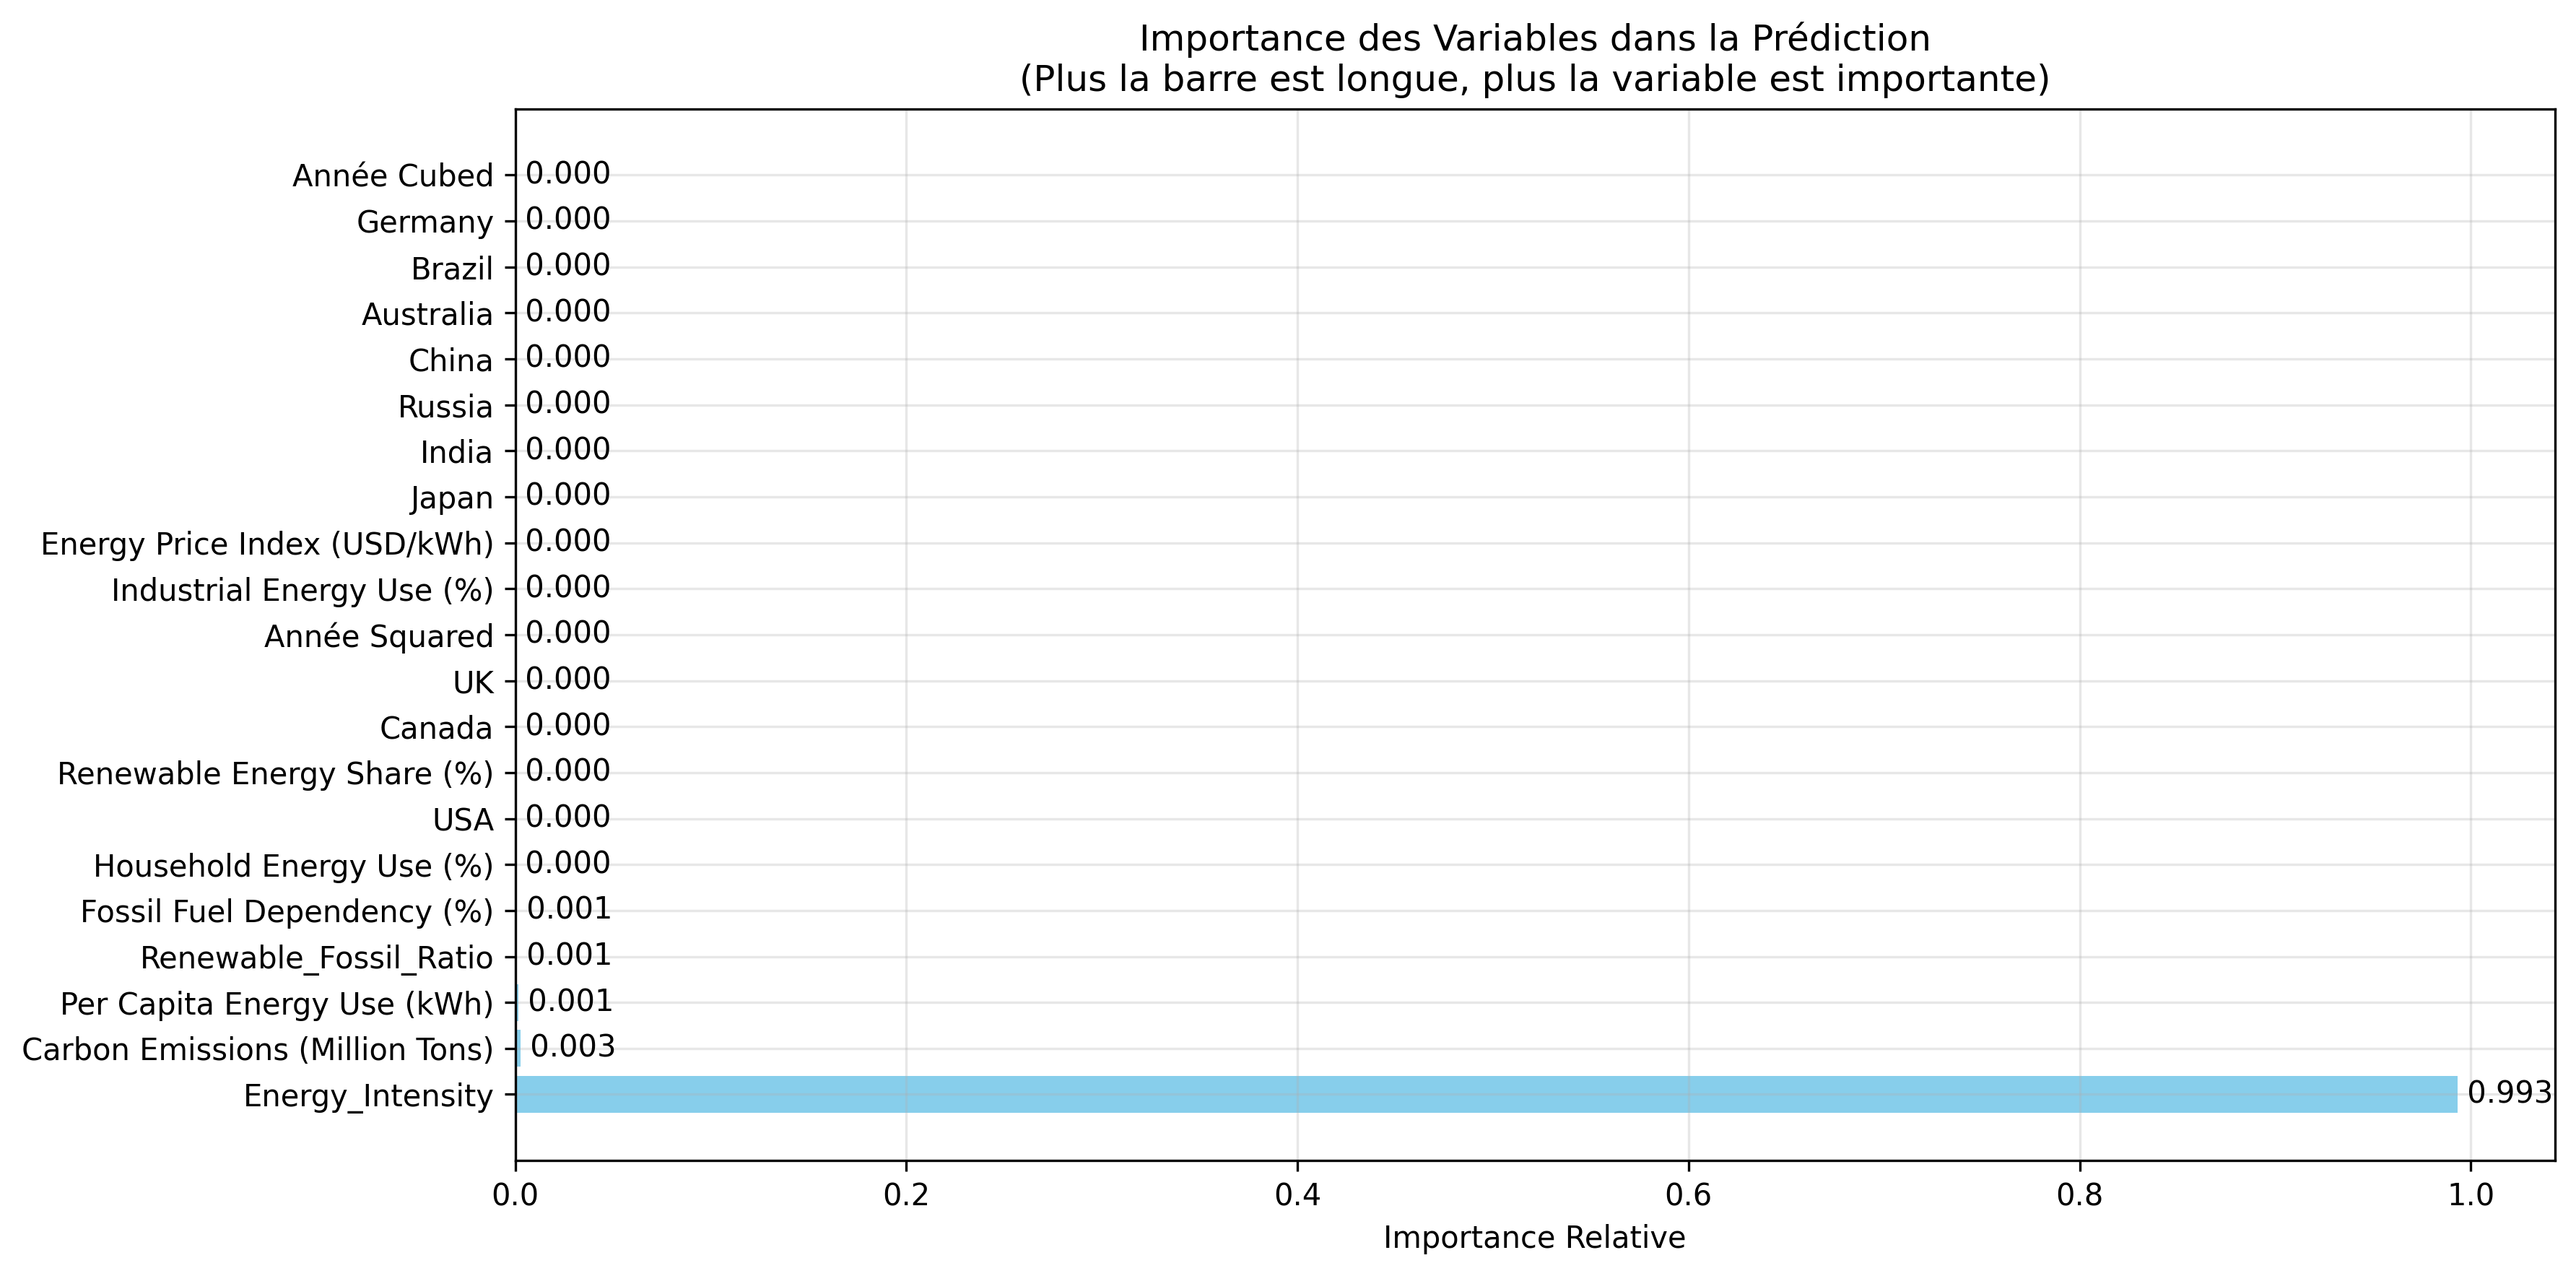 Importance des Variables dans la Prédiction
(Plus la barre est longue, plus la variable est importante)
Année Cubed 0.000
Germany 0.000
Brazil 0.000
Australia 0.000
China 0.000
Russia 0.000
India 0.000
Japan 0.000
Energy Price Index (USD/kWh) 0.000
Industrial Energy Use (%) 0.000
Année Squared 0.000
UK 0.000
Canada 0.000
Renewable Energy Share (%) 0.000
USA 0.000
Household Energy Use (%) 0.000
Fossil Fuel Dependency (%) 0.001
Renewable_Fossil_Ratio 0.001
Per Capita Energy Use (kWh) 0.001
Carbon Emissions (Million Tons) 0.003
Energy_Intensity 0.993
0.0 0.2 0.4 0.6 0.8 1.0
Importance Relative